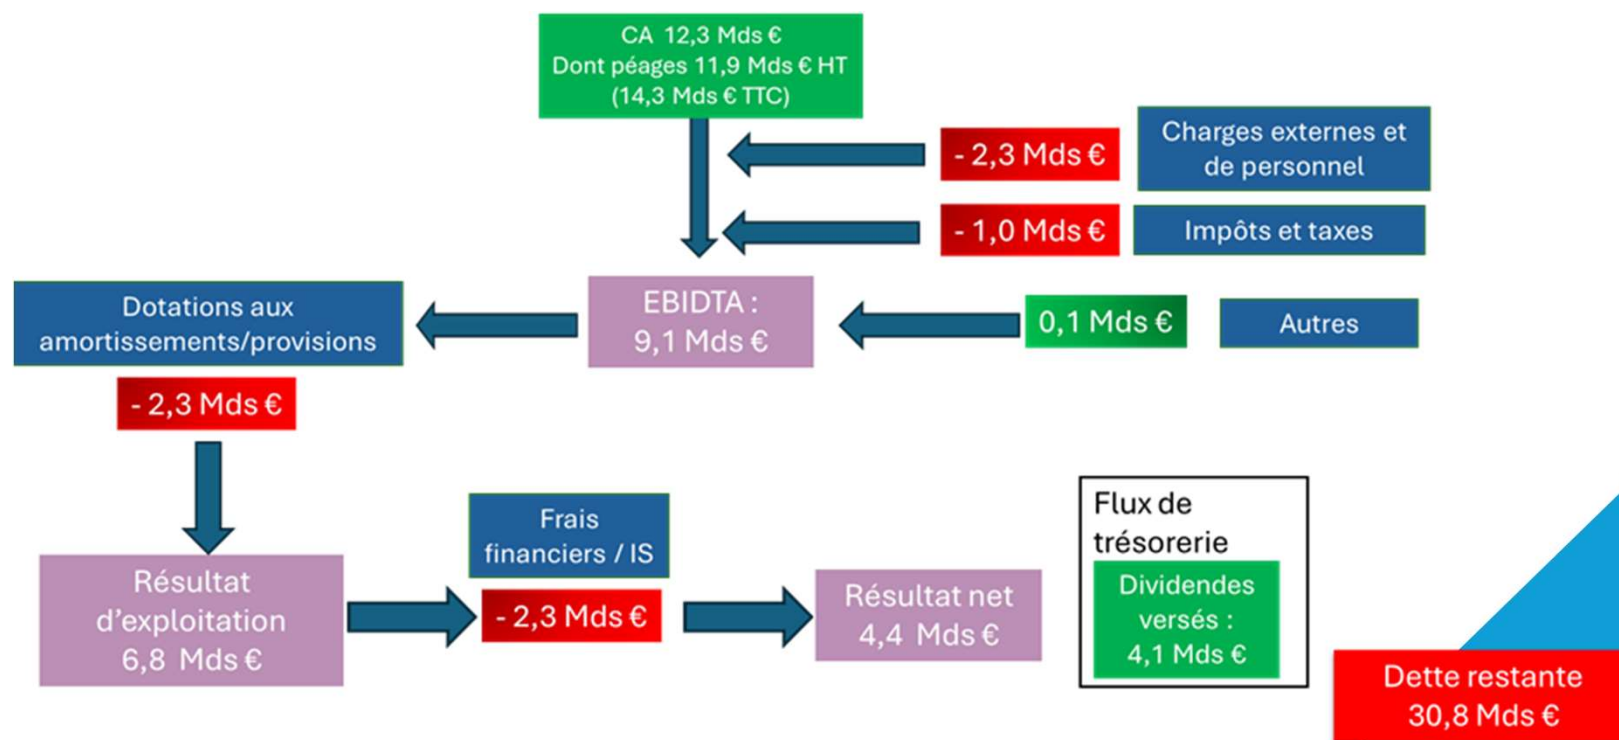 CA 12,3 Mds €
Dont péages 11,9 Mds € HT
(14,3 Mds € TTC)
- 2,3 Mds €
Charges externes et
de personnel
- 1,0 Mds €
Impôts et taxes
EBIDTA :
9,1 Mds €
0,1 Mds €
Autres
Dotations aux
amortissements/provisions
- 2,3 Mds €
Résultat
d'exploitation
6,8 Mds €
Frais
financiers / IS
- 2,3 Mds €
Résultat net
4,4 Mds €
Flux de
trésorerie
Dividendes
versés :
4,1 Mds €
Dette restante
30,8 Mds €